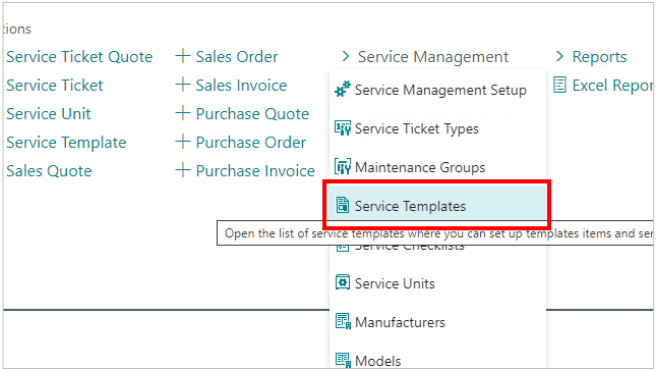 tions
Service Ticket Quote + Sales Order > Service Management > Reports
Service Ticket + Sales Invoice Service Management Setup Excel Repor
Service Unit + Purchase Quote Service Ticket Types
Service Template + Purchase Order
Sales Quote + Purchase Invoice Maintenance Groups
Service Templates
Open the list of service templates where you can set up templates items and ser
Service Checklists
Service Units
Manufacturers
Models